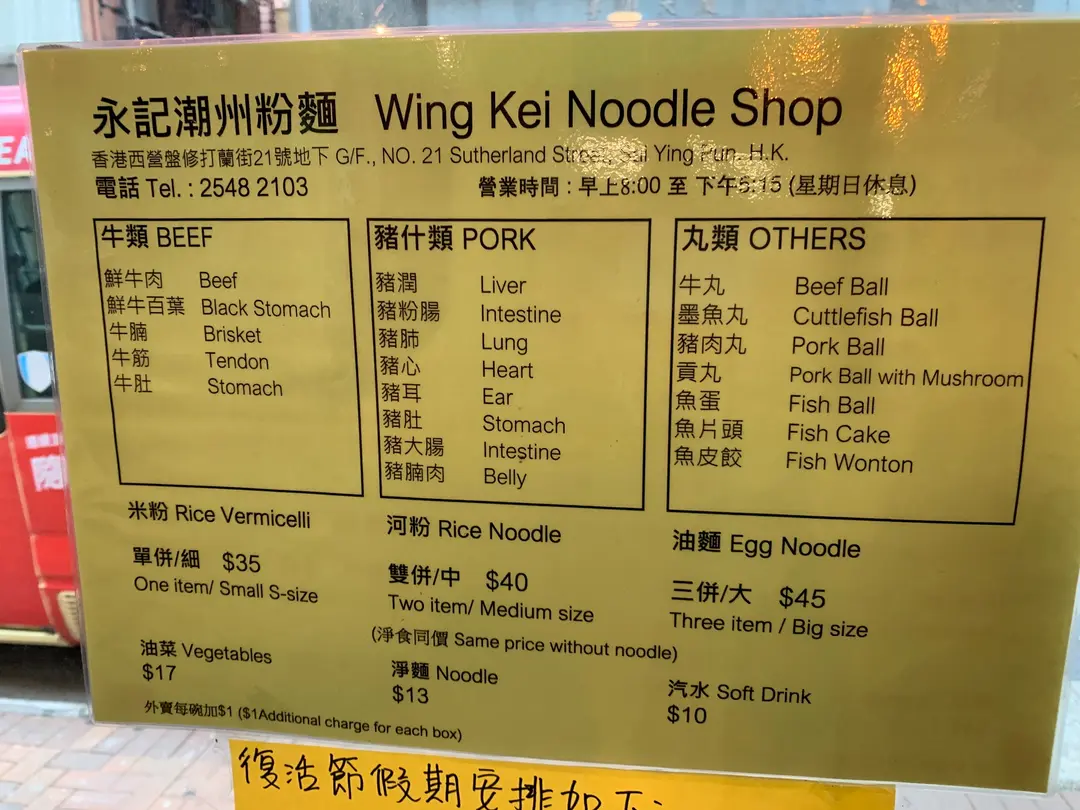 永記潮州粉麵 Wing Kei Noodle Shop
香港西營盤修打蘭街21號地下 G/F., NO. 21 Sutherland Street, Sai Ying Pun, H.K.
電話 Tel. : 2548 2103
營業時間 : 早上8:00 至 下午5:15 (星期日休息)
牛類 BEEF
鮮牛肉 Beef
鮮牛百葉 Black Stomach
牛腩 Brisket
牛筋 Tendon
牛肚 Stomach
豬什類 PORK
豬潤 Liver
豬粉腸 Intestine
豬肺 Lung
豬心 Heart
豬耳 Ear
豬肚 Stomach
豬大腸 Intestine
豬腩肉 Belly
丸類 OTHERS
牛丸 Beef Ball
墨魚丸 Cuttlefish Ball
豬肉丸 Pork Ball
貢丸 Pork Ball with Mushroom
魚蛋 Fish Ball
魚片頭 Fish Cake
魚皮餃 Fish Wonton
米粉 Rice Vermicelli
河粉 Rice Noodle
油麵 Egg Noodle
單併/細 $35
One item/ Small S-size
雙併/中 $40
Two item/ Medium size
三併/大 $45
Three item / Big size
(淨食同價 Same price without noodle)
油菜 Vegetables
$17
淨麵 Noodle
$13
汽水 Soft Drink
$10
外賣每碗加$1 ($1Additional charge for each box)
復活節假期安排如下: